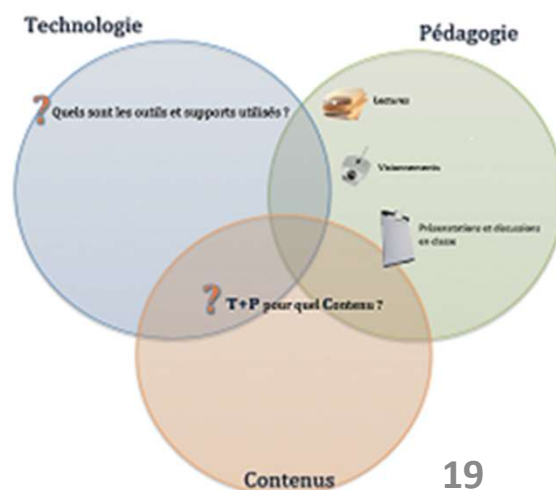 Technologie
Pédagogie
? Quels sont les outils et supports utilisés ?
Lectures
Visionnements
Présentations et discussions
en classe
? T+P pour quel Contenu ?
Contenus
19